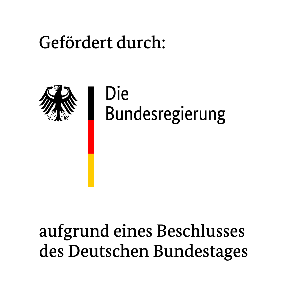 Gefördert durch:
Die
Bundesregierung
aufgrund eines Beschlusses
des Deutschen Bundestages